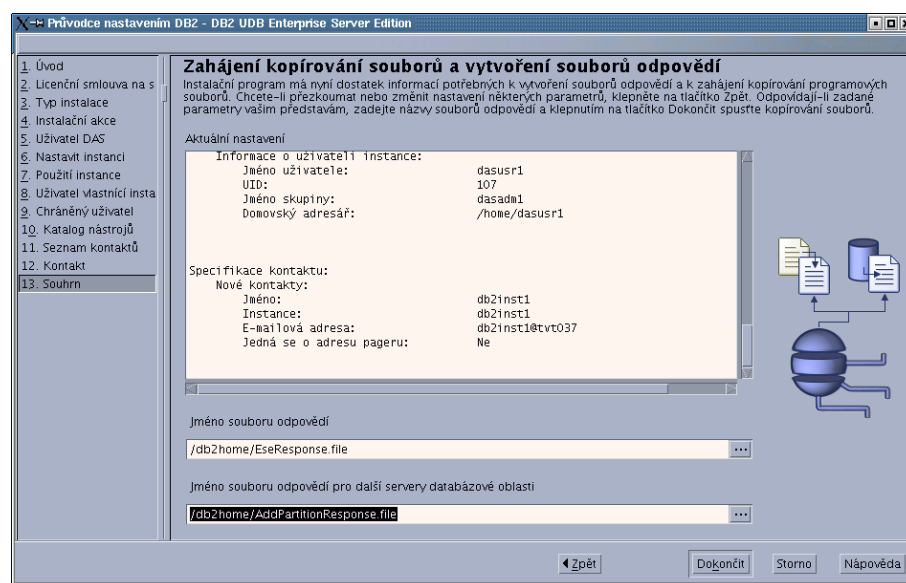 Průvodce nastavením DB2 - DB2 UDB Enterprise Server Edition
1. Úvod
2. Licenční smlouva na s
3. Typ instalace
4. Instalační akce
5. Uživatel DAS
6. Nastavit instanci
7. Použití instance
8. Uživatel vlastnící insta
9. Chráněný uživatel
10. Katalog nástrojů
11. Seznam kontaktů
12. Kontakt
13. Souhrn
Zahájení kopírování souborů a vytvoření souborů odpovědí
Instalační program má nyní dostatek informací potřebných k vytvoření souborů odpovědí a k zahájení kopírování programových
souborů. Chcete-li přezkoumat nebo změnit nastavení některých parametrů, klepněte na tlačítko Zpět. Odpovídají-li zadané
parametry vašim představám, zadejte názvy souborů odpovědí a klepnutím na tlačítko Dokončit spusťte kopírování souborů.
Aktuální nastavení
Informace o uživateli instance:
Jméno uživatele: dasusr1
UID: 107
Jméno skupiny: dasadm1
Domovský adresář: /home/dasusr1
Specifikace kontaktu:
Nové kontakty:
Jméno: db2inst1
Instance: db2inst1
E-mailová adresa: db2inst1@tvt037
Jedná se o adresu pageru: Ne
Jméno souboru odpovědí
/db2home/EseResponse.file
...
Jméno souboru odpovědí pro další servery databázové oblasti
/db2home/AddPartitionResponse.file
...
Zpět Dokončit Storno Nápověda